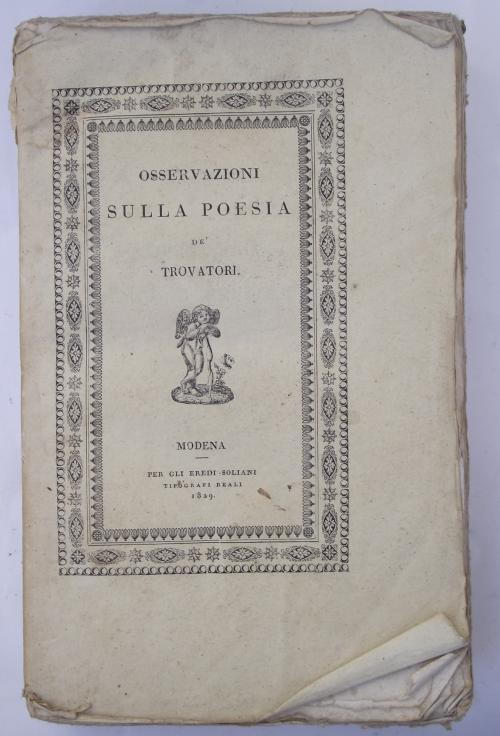 OSSERVAZIONI
SULLA POESIA
DE'
TROVATORI.
MODENA
PER GLI EREDI SOLIANI
TIPOGRAFI REALI
1829.